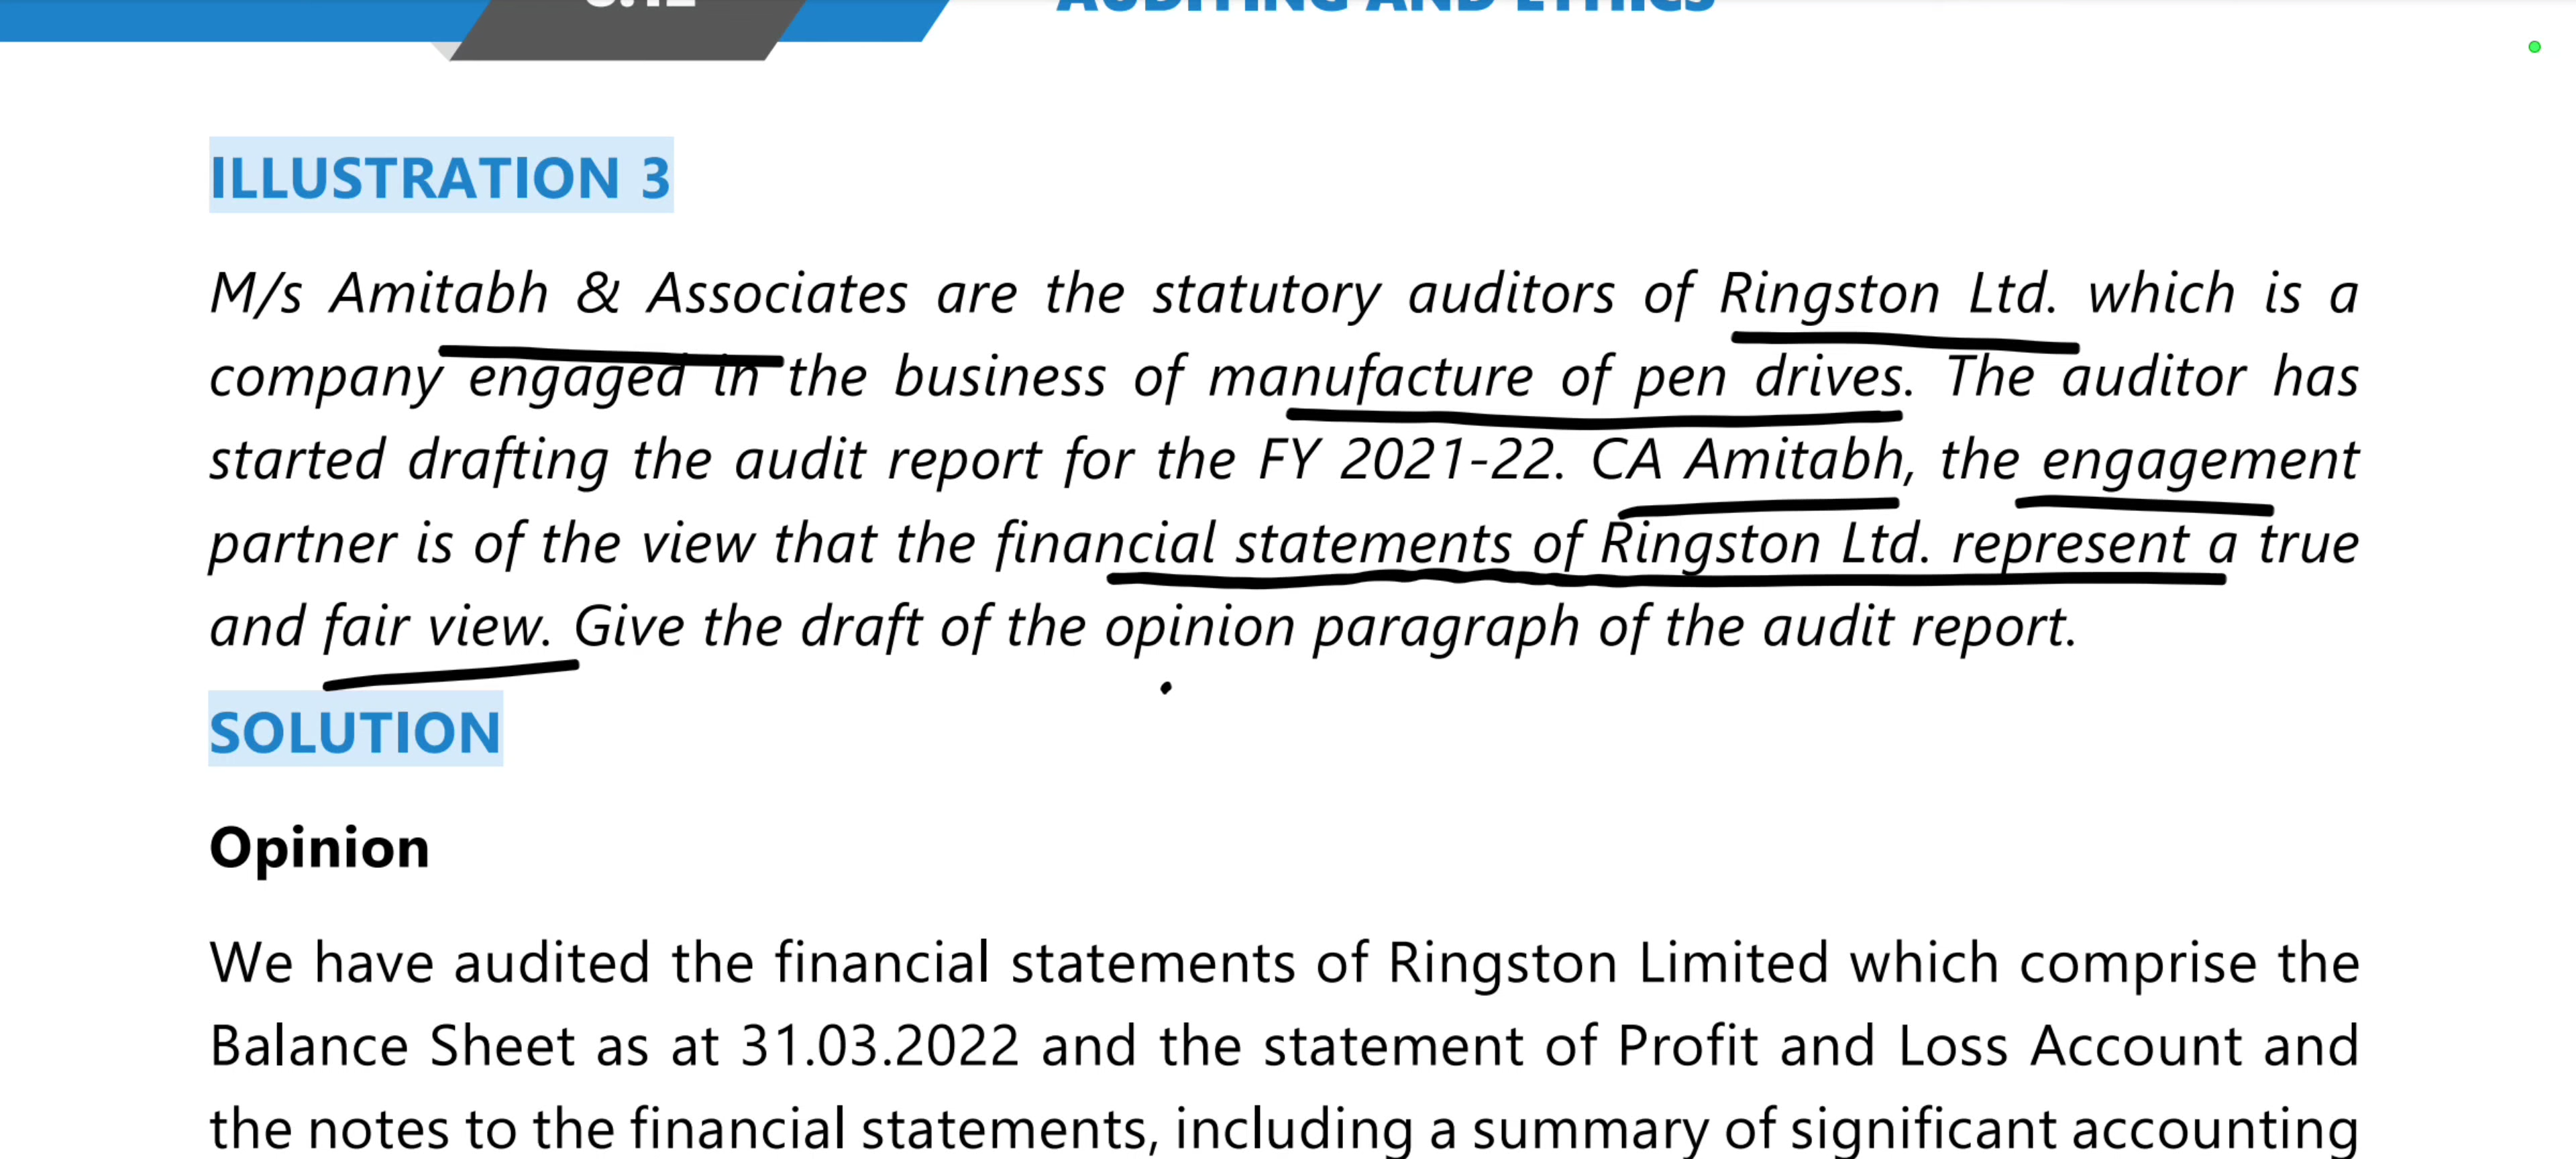 AUDITING AND ETHICS
ILLUSTRATION 3
M/s Amitabh & Associates are the statutory auditors of Ringston Ltd. which is a
company engaged in the business of manufacture of pen drives. The auditor has
started drafting the audit report for the FY 2021-22. CA Amitabh, the engagement
partner is of the view that the financial statements of Ringston Ltd. represent a true
and fair view. Give the draft of the opinion paragraph of the audit report.
SOLUTION
Opinion
We have audited the financial statements of Ringston Limited which comprise the
Balance Sheet as at 31.03.2022 and the statement of Profit and Loss Account and
the notes to the financial statements, including a summary of significant accounting